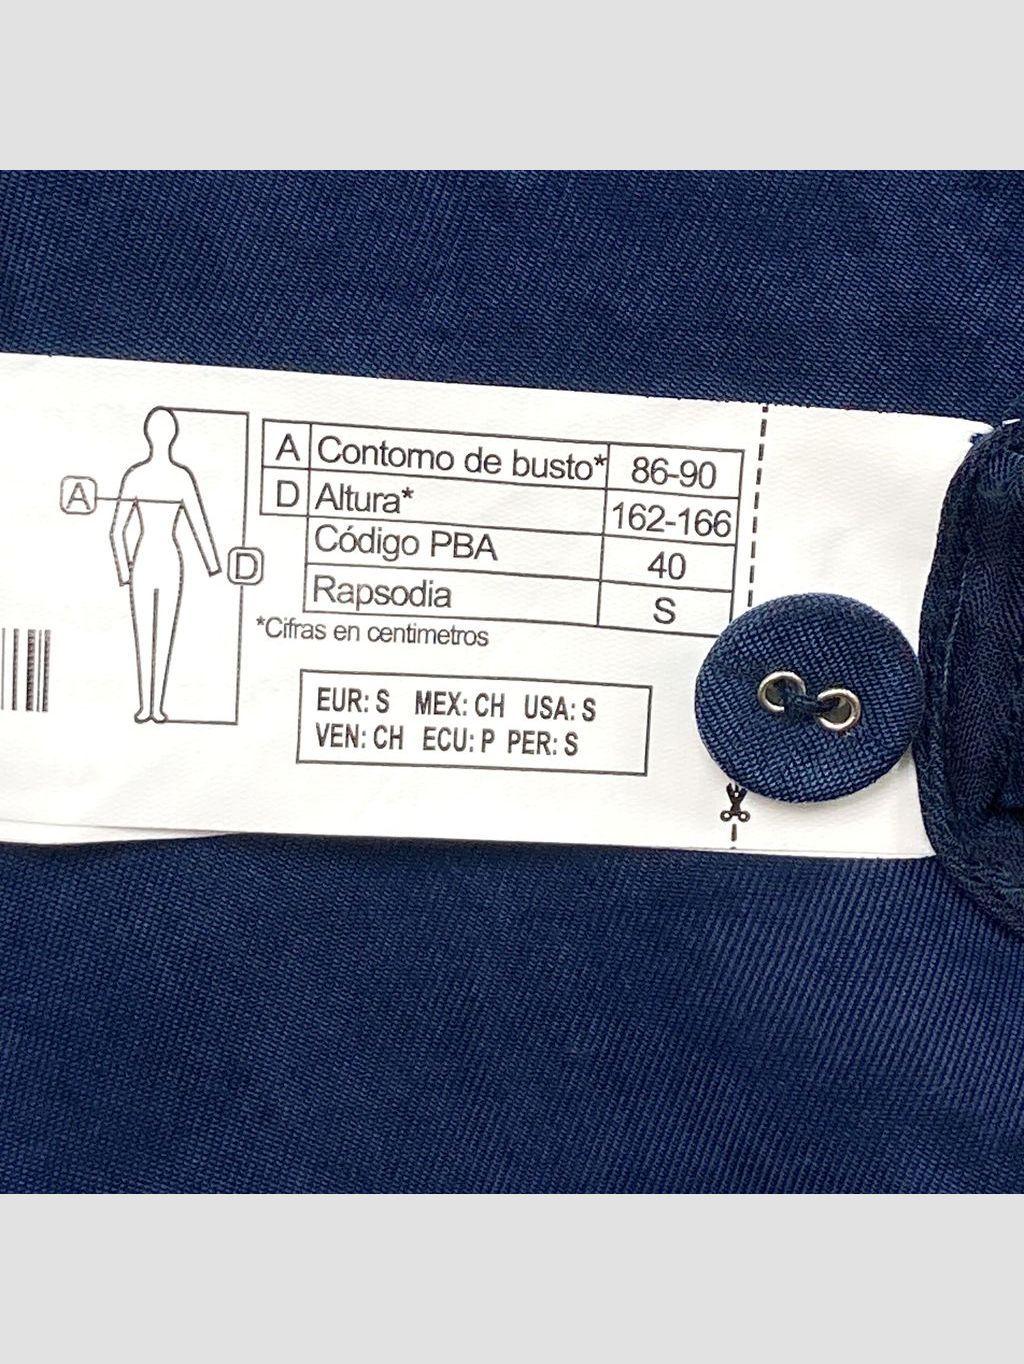 A Contorno de busto* 86-90
D Altura* 162-166
Código PBA 40
Rapsodia S
*Cifras en centimetros
A
D
EUR: S MEX: CH USA: S
VEN: CH ECU: P PER: S